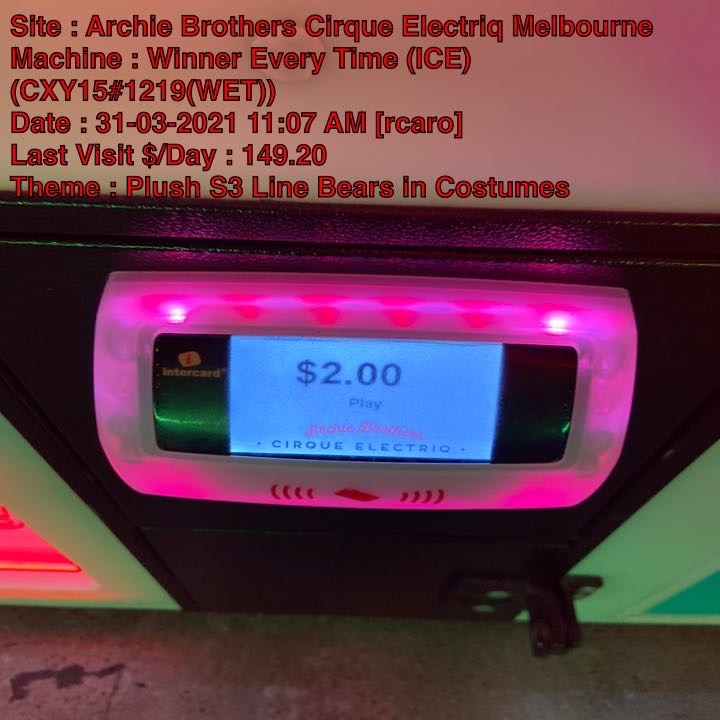 Site : Archie Brothers Cirque Electriq Melbourne
Machine : Winner Every Time (ICE)
(CXY15#1219(WET))
Date : 31-03-2021 11:07 AM [rcaro]
Last Visit $/Day : 149.20
Theme : Plush S3 Line Bears in Costumes
i
Intercard
$2.00
Play
Archie Brothers
· CIRQUE ELECTRIQ ·